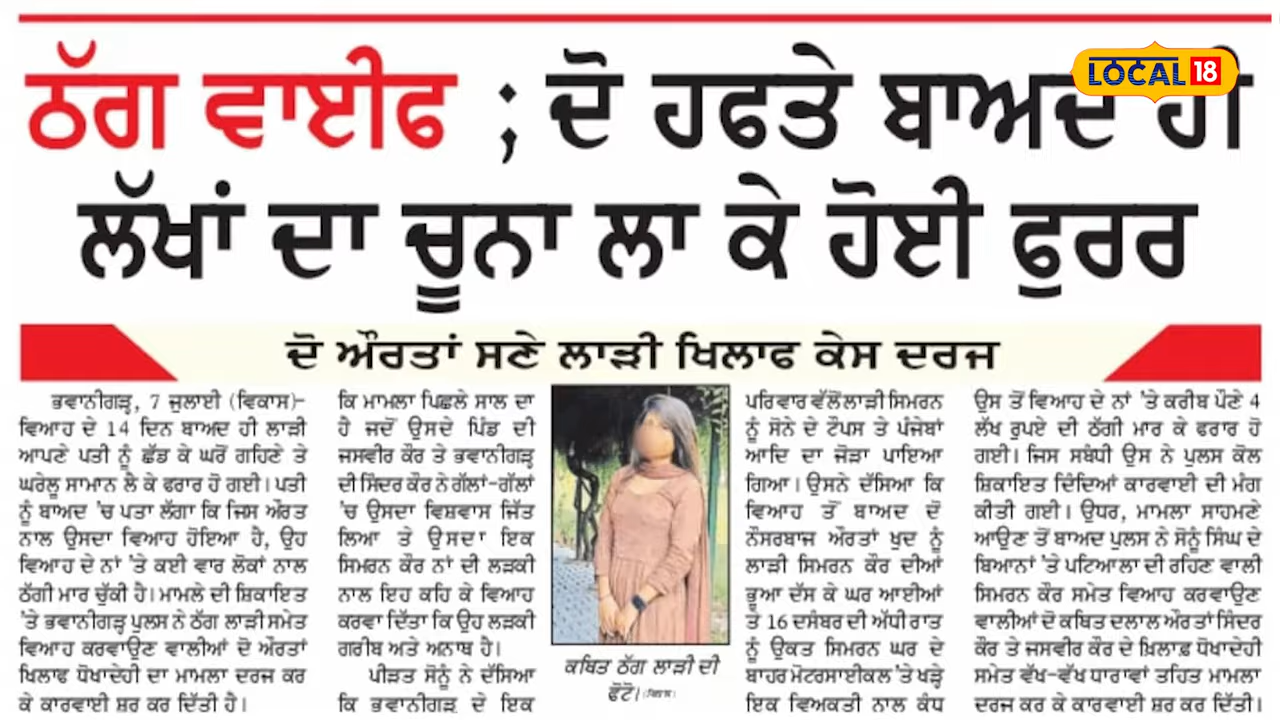 ਠੱਗ ਵਾਈਫ ; ਦੋ ਹਫਤੇ ਬਾਅਦ ਹੀ
LOCAL 18
ਲੱਖਾਂ ਦਾ ਚੂਨਾ ਲਾ ਕੇ ਹੋਈ ਫੁਰਰ
ਦੋ ਔਰਤਾਂ ਸਣੇ ਲਾੜੀ ਖਿਲਾਫ ਕੇਸ ਦਰਜ
ਭਵਾਨੀਗੜ੍ਹ, 7 ਜੁਲਾਈ (ਵਿਕਾਸ)-
ਵਿਆਹ ਦੇ 14 ਦਿਨ ਬਾਅਦ ਹੀ ਲਾੜੀ
ਆਪਣੇ ਪਤੀ ਨੂੰ ਛੱਡ ਕੇ ਘਰੋਂ ਗਹਿਣੇ ਤੇ
ਘਰੇਲੂ ਸਾਮਾਨ ਲੈ ਕੇ ਫਰਾਰ ਹੋ ਗਈ। ਪਤੀ
ਨੂੰ ਬਾਅਦ 'ਚ ਪਤਾ ਲੱਗਾ ਕਿ ਜਿਸ ਔਰਤ
ਨਾਲ ਉਸਦਾ ਵਿਆਹ ਹੋਇਆ ਹੈ, ਉਹ
ਵਿਆਹ ਦੇ ਨਾਂ 'ਤੇ ਕਈ ਵਾਰ ਲੋਕਾਂ ਨਾਲ
ਠੱਗੀ ਮਾਰ ਚੁੱਕੀ ਹੈ। ਮਾਮਲੇ ਦੀ ਸ਼ਿਕਾਇਤ
'ਤੇ ਭਵਾਨੀਗੜ੍ਹ ਪੁਲਸ ਨੇ ਠੱਗ ਲਾੜੀ ਸਮੇਤ
ਵਿਆਹ ਕਰਵਾਉਣ ਵਾਲੀਆਂ ਦੋ ਔਰਤਾਂ
ਖਿਲਾਫ ਧੋਖਾਦੇਹੀ ਦਾ ਮਾਮਲਾ ਦਰਜ ਕਰ
ਕੇ ਕਾਰਵਾਈ ਸ਼ੁਰੂ ਕਰ ਦਿੱਤੀ ਹੈ।
ਕਿ ਮਾਮਲਾ ਪਿਛਲੇ ਸਾਲ ਦਾ
ਹੈ ਜਦੋਂ ਉਸਦੇ ਪਿੰਡ ਦੀ
ਜਸਵੀਰ ਕੌਰ ਤੇ ਭਵਾਨੀਗੜ੍ਹ
ਦੀ ਸਿੰਦਰ ਕੌਰ ਨੇ ਗੱਲਾਂ-ਗੱਲਾਂ
'ਚ ਉਸਦਾ ਵਿਸ਼ਵਾਸ ਜਿੱਤ
ਲਿਆ ਤੇ ਉਸਦਾ ਇਕ
ਸਿਮਰਨ ਕੌਰ ਨਾਂ ਦੀ ਲੜਕੀ
ਨਾਲ ਇਹ ਕਹਿ ਕੇ ਵਿਆਹ
ਕਰਵਾ ਦਿੱਤਾ ਕਿ ਉਹ ਲੜਕੀ
ਗਰੀਬ ਅਤੇ ਅਨਾਥ ਹੈ।
ਪੀੜਤ ਸੋਨੂੰ ਨੇ ਦੱਸਿਆ
ਕਿ ਭਵਾਨੀਗੜ੍ਹ ਦੇ ਇਕ
ਕਥਿਤ ਠੱਗ ਲਾੜੀ ਦੀ
ਫੋਟੋ। (ਵਿਕਾਸ)
ਪਰਿਵਾਰ ਵੱਲੋਂ ਲਾੜੀ ਸਿਮਰਨ
ਨੂੰ ਸੋਨੇ ਦੇ ਟੌਪਸ ਤੇ ਪੰਜੇਬਾਂ
ਆਦਿ ਦਾ ਜੋੜਾ ਪਾਇਆ
ਗਿਆ। ਉਸਨੇ ਦੱਸਿਆ ਕਿ
ਵਿਆਹ ਤੋਂ ਬਾਅਦ ਦੋ
ਨੌਸਰਬਾਜ ਔਰਤਾਂ ਖੁਦ ਨੂੰ
ਲਾੜੀ ਸਿਮਰਨ ਕੌਰ ਦੀਆਂ
ਭੂਆ ਦੱਸ ਕੇ ਘਰ ਆਈਆਂ
ਤੇ 16 ਦਸੰਬਰ ਦੀ ਅੱਧੀ ਰਾਤ
ਨੂੰ ਉਕਤ ਸਿਮਰਨ ਘਰ ਦੇ
ਬਾਹਰ ਮੋਟਰਸਾਈਕਲ 'ਤੇ ਖੜ੍ਹੇ
ਇਕ ਵਿਅਕਤੀ ਨਾਲ ਕੰਧ
ਉਸ ਤੋਂ ਵਿਆਹ ਦੇ ਨਾਂ 'ਤੇ ਕਰੀਬ ਪੌਣੇ 4
ਲੱਖ ਰੁਪਏ ਦੀ ਠੱਗੀ ਮਾਰ ਕੇ ਫਰਾਰ ਹੋ
ਗਈ। ਜਿਸ ਸਬੰਧੀ ਉਸ ਨੇ ਪੁਲਸ ਕੋਲ
ਸ਼ਿਕਾਇਤ ਦਿੰਦਿਆਂ ਕਾਰਵਾਈ ਦੀ ਮੰਗ
ਕੀਤੀ ਗਈ। ਉਧਰ, ਮਾਮਲਾ ਸਾਹਮਣੇ
ਆਉਣ ਤੋਂ ਬਾਅਦ ਪੁਲਸ ਨੇ ਸੋਨੂੰ ਸਿੰਘ ਦੇ
ਬਿਆਨਾਂ 'ਤੇ ਪਟਿਆਲਾ ਦੀ ਰਹਿਣ ਵਾਲੀ
ਸਿਮਰਨ ਕੌਰ ਸਮੇਤ ਵਿਆਹ ਕਰਵਾਉਣ
ਵਾਲੀਆਂ ਦੋ ਕਥਿਤ ਦਲਾਲ ਔਰਤਾਂ ਸਿੰਦਰ
ਕੌਰ ਤੇ ਜਸਵੀਰ ਕੌਰ ਦੇ ਖ਼ਿਲਾਫ਼ ਧੋਖਾਦੇਹੀ
ਸਮੇਤ ਵੱਖ-ਵੱਖ ਧਾਰਾਵਾਂ ਤਹਿਤ ਮਾਮਲਾ
ਦਰਜ ਕਰ ਕੇ ਕਾਰਵਾਈ ਸ਼ੁਰੂ ਕਰ ਦਿੱਤੀ।